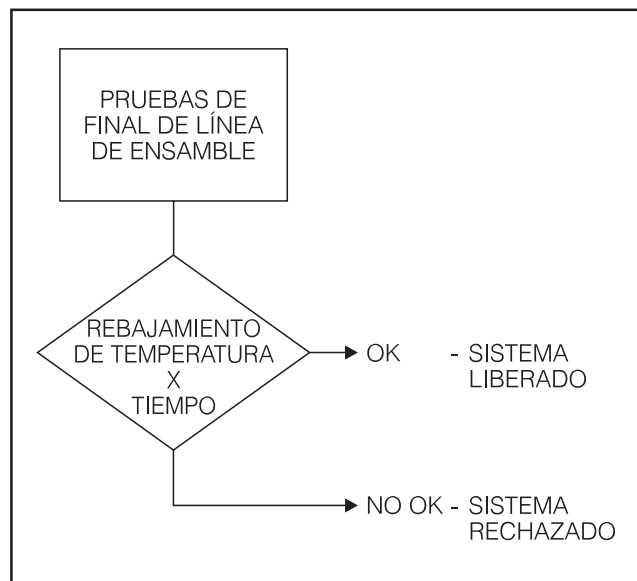 PRUEBAS DE
FINAL DE LÍNEA
DE ENSAMBLE
REBAJAMIENTO
DE TEMPERATURA
X
TIEMPO
OK - SISTEMA
LIBERADO
NO OK - SISTEMA
RECHAZADO